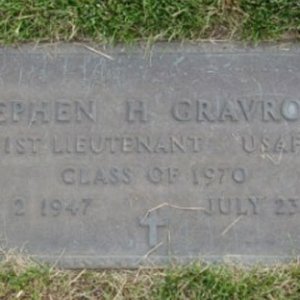 EPHEN H GRAVRO
1ST LIEUTENANT USAF
CLASS OF 1970
2 1947 JULY 23